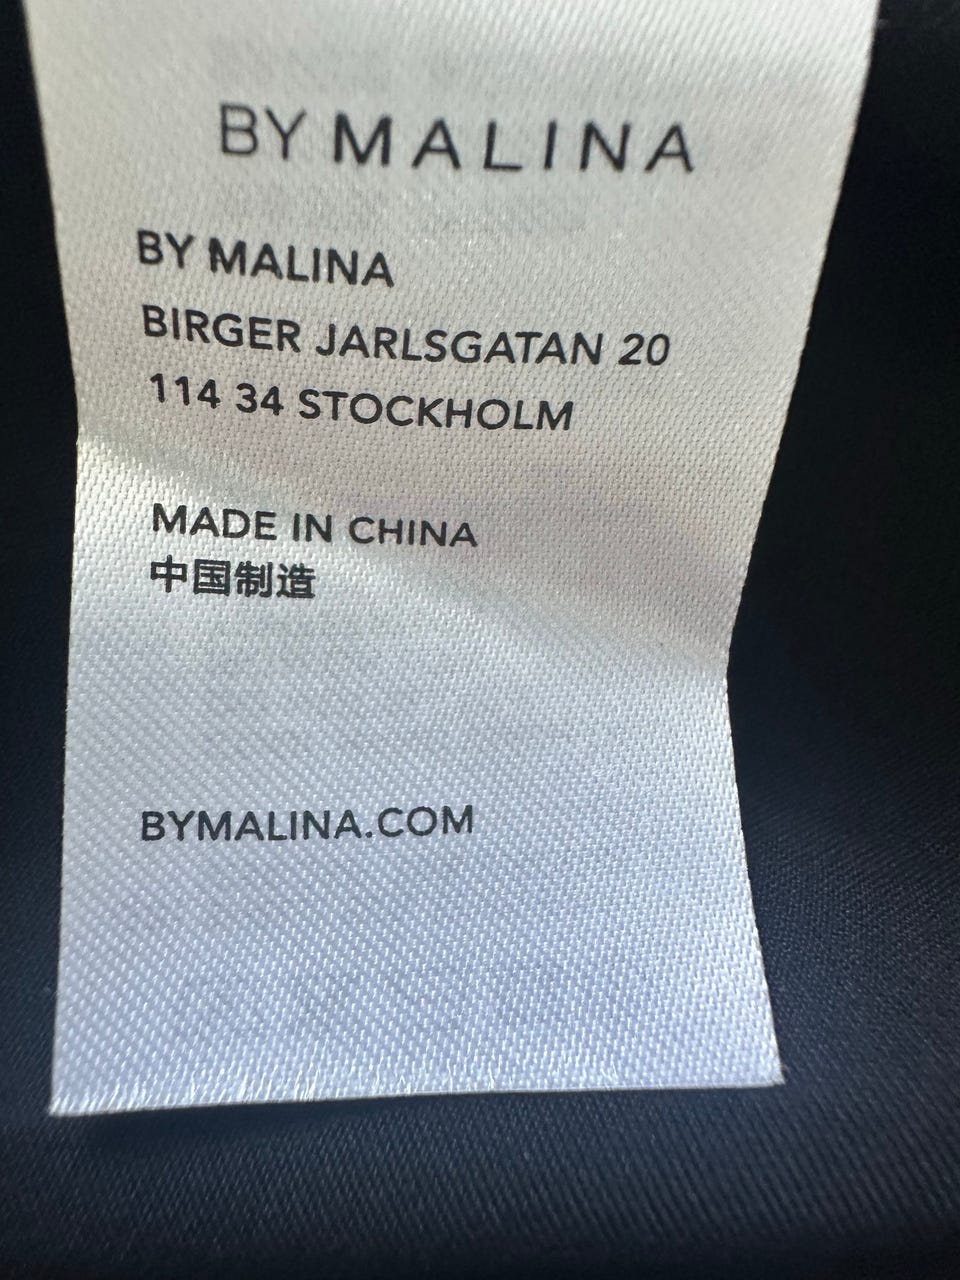 BY MALINA
BY MALINA
BIRGER JARLSGATAN 20
114 34 STOCKHOLM
MADE IN CHINA
中国制造
BYMALINA.COM